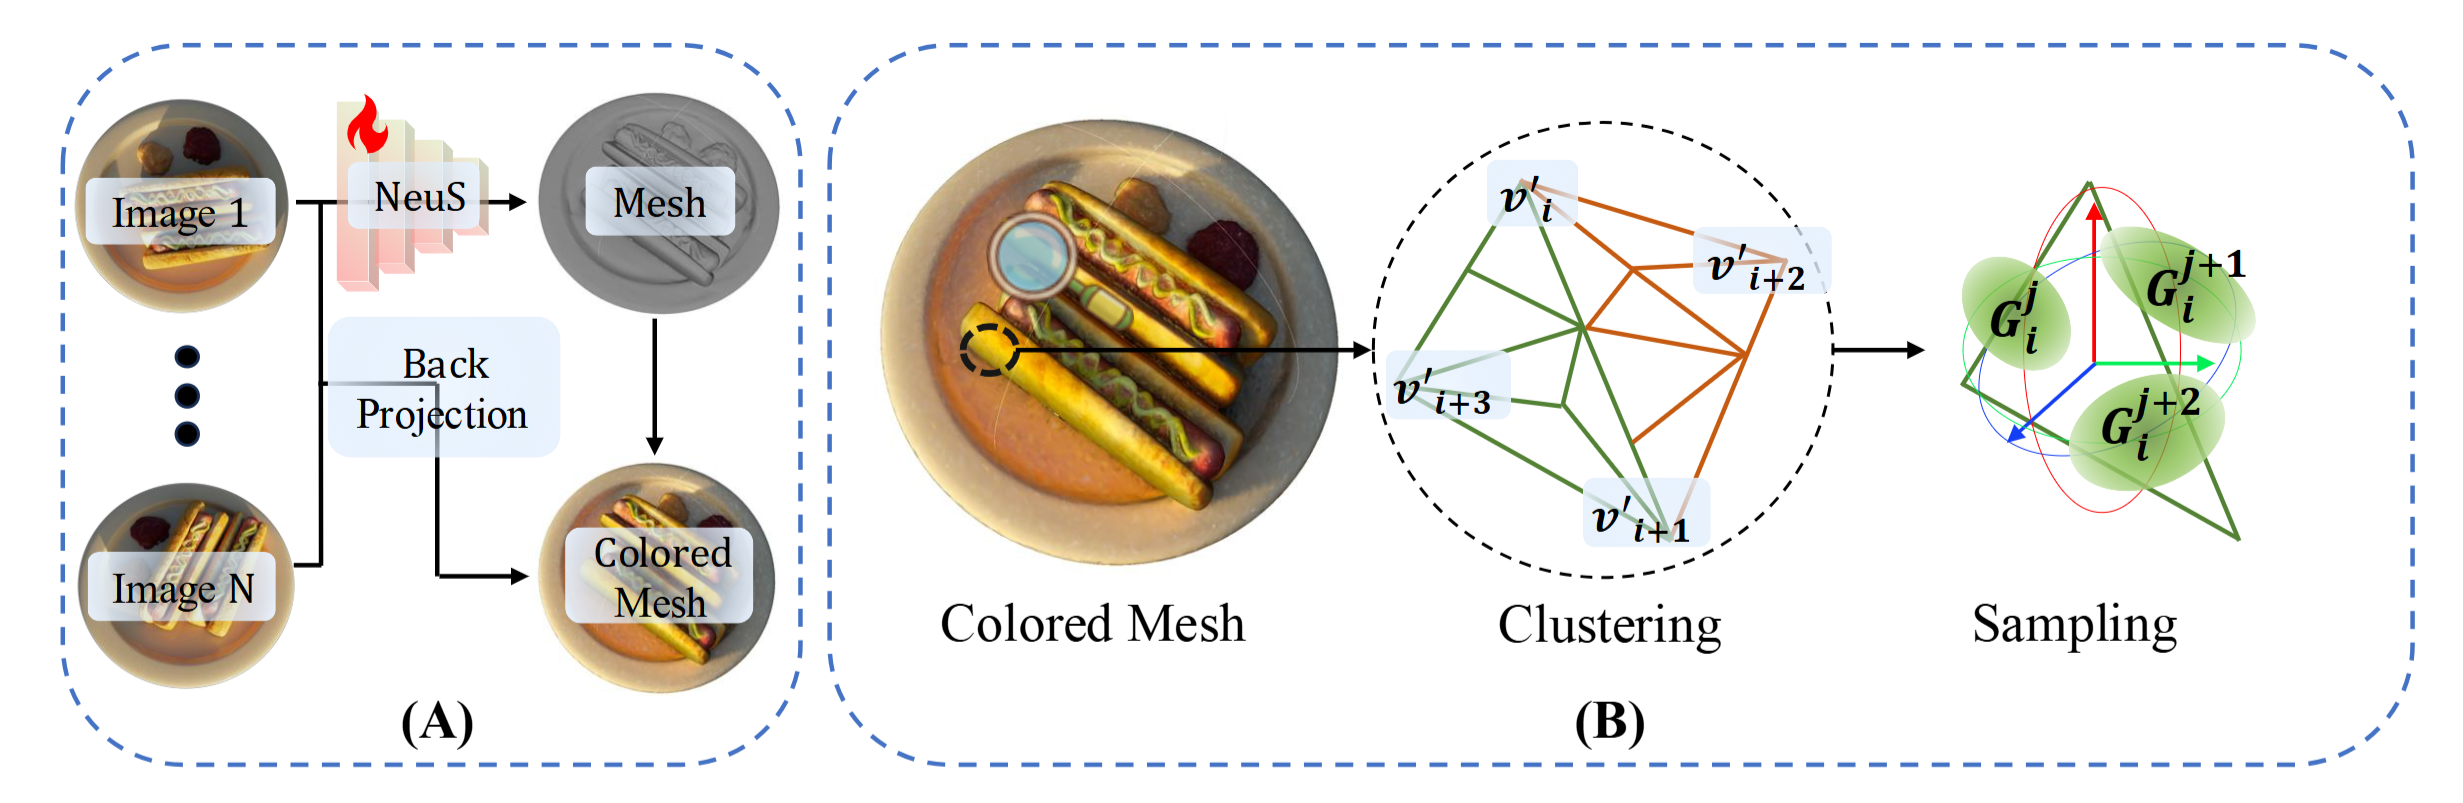 Image 1
NeuS
Mesh
Back
Projection
Image N
Colored
Mesh
(A)
v'i
v'i+2
v'i+3
v'i+1
G_i^j
G_i^{j+1}
G_i^{j+2}
Colored Mesh
Clustering
Sampling
(B)